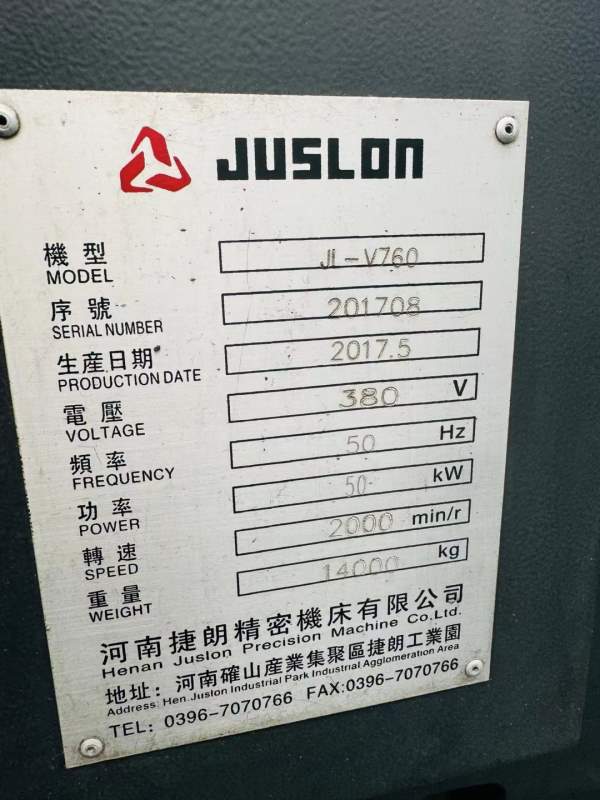 JUSLON
機型
MODEL
JL-V760
序號
SERIAL NUMBER
201708
生産日期
PRODUCTION DATE
2017.5
電壓
VOLTAGE
380 V
頻率
FREQUENCY
50 Hz
功率
POWER
50 kW
轉速
SPEED
2000 min/r
重量
WEIGHT
14000 kg
河南捷朗精密機床有限公司
Henan Juslon Precision Machine Co.Ltd.
地址：河南確山産業集聚區捷朗工業園
Address: Hen.Juslon Industrial Park Industrial Agglomeration Area
TEL: 0396-7070766 FAX:0396-7070766